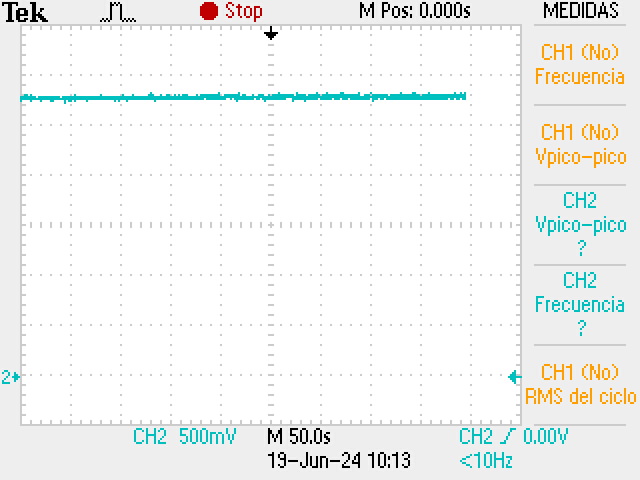 Tek Stop M Pos: 0.000s MEDIDAS
CH1 (No)
Frecuencia
CH1 (No)
Vpico-pico
CH2
Vpico-pico
?
CH2
Frecuencia
?
CH1 (No)
RMS del ciclo
2
CH2 500mV M 50.0s CH2 0.00V
19-Jun-24 10:13 <10Hz